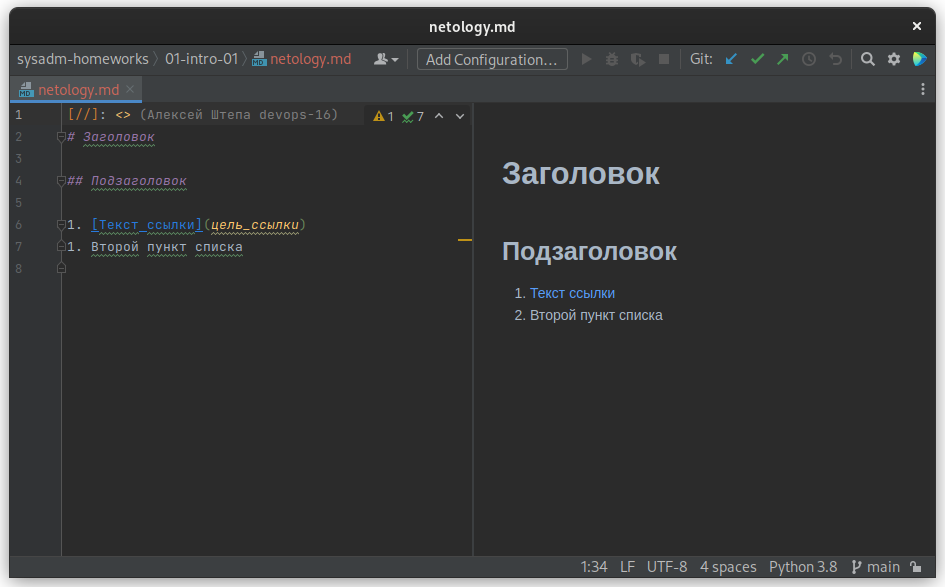 netology.md
sysadm-homeworks 〉 01-intro-01 〉 netology.md Add Configuration... Git:
netology.md
1 [//]: <> (Алексей Штепа devops-16) 1 7
2 # Заголовок
3
4 ## Подзаголовок
5
6 1. [Текст ссылки](цель_ссылки)
7 1. Второй пункт списка
8
Заголовок
Подзаголовок
1. Текст ссылки
2. Второй пункт списка
1:34 LF UTF-8 4 spaces Python 3.8 main